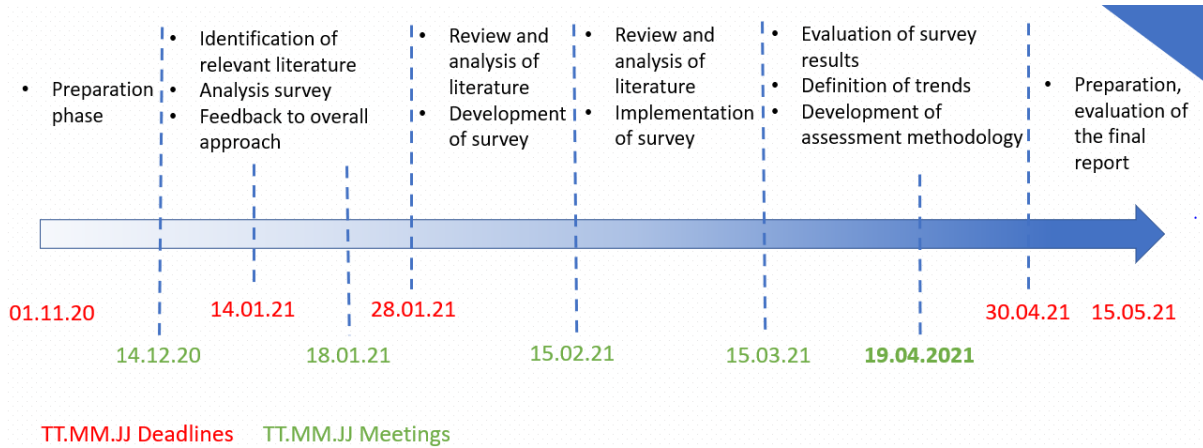 • Preparation
phase
• Identification of
relevant literature
• Analysis survey
• Feedback to overall
approach
• Review and
analysis of
literature
• Development
of survey
• Review and
analysis of
literature
• Implementation
of survey
• Evaluation of survey
results
• Definition of trends
• Development of
assessment methodology
• Preparation,
evaluation of
the final
report
01.11.20
14.12.20
14.01.21
18.01.21
28.01.21
15.02.21
15.03.21
19.04.2021
30.04.21
15.05.21
TT.MM.JJ Deadlines
TT.MM.JJ Meetings